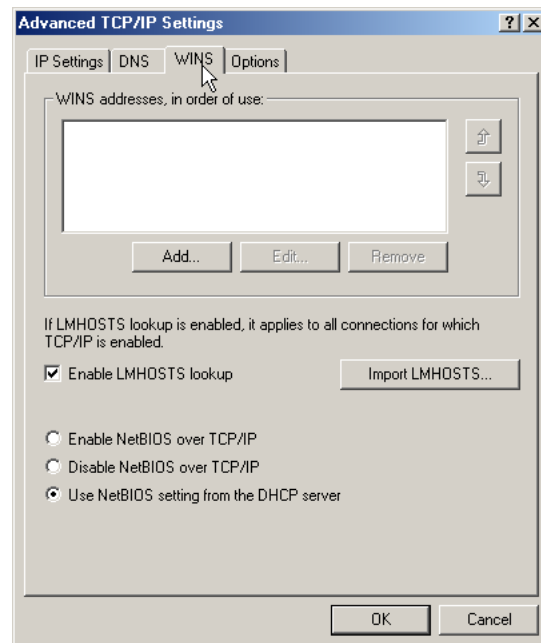 Advanced TCP/IP Settings
IP Settings DNS WINS Options
WINS addresses, in order of use:
Add... Edit... Remove
If LMHOSTS lookup is enabled, it applies to all connections for which
TCP/IP is enabled.
Enable LMHOSTS lookup Import LMHOSTS...
Enable NetBIOS over TCP/IP
Disable NetBIOS over TCP/IP
Use NetBIOS setting from the DHCP server
OK Cancel